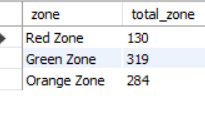 zone total_zone
Red Zone 130
Green Zone 319
Orange Zone 284